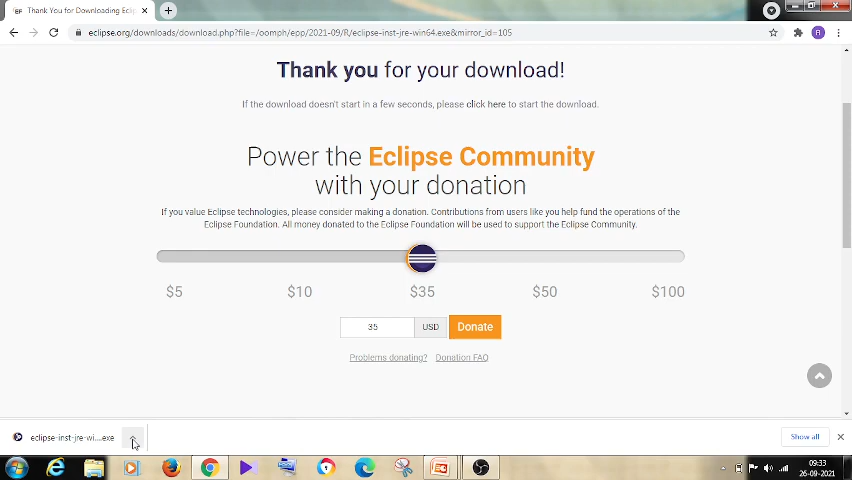 Thank You for Downloading Eclip
eclipse.org/downloads/download.php?file=/oomph/epp/2021-09/R/eclipse-inst-jre-win64.exe&mirror_id=105
Thank you for your download!
If the download doesn't start in a few seconds, please click here to start the download.
Power the Eclipse Community
with your donation
If you value Eclipse technologies, please consider making a donation. Contributions from users like you help fund the operations of the
Eclipse Foundation. All money donated to the Eclipse Foundation will be used to support the Eclipse Community.
$5 $10 $35 $50 $100
35 USD Donate
Problems donating? Donation FAQ
eclipse-inst-jre-wi....exe Show all
09:33
26-09-2021